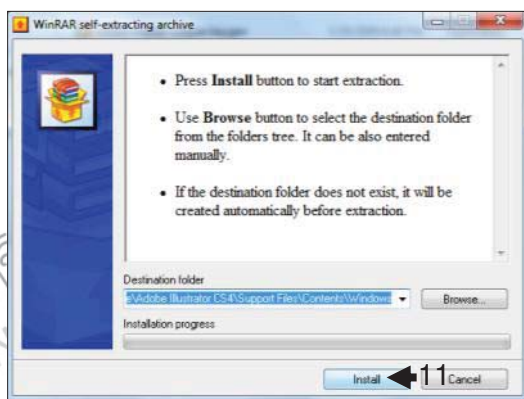 WinRAR self-extracting archive
• Press Install button to start extraction.
• Use Browse button to select the destination folder
from the folders tree. It can be also entered
manually.
• If the destination folder does not exist, it will be
created automatically before extraction.
Destination folder
e\Adobe Illustrator CS4\Support Files\Contents\Windows
Browse...
Installation progress
Install
11
Cancel